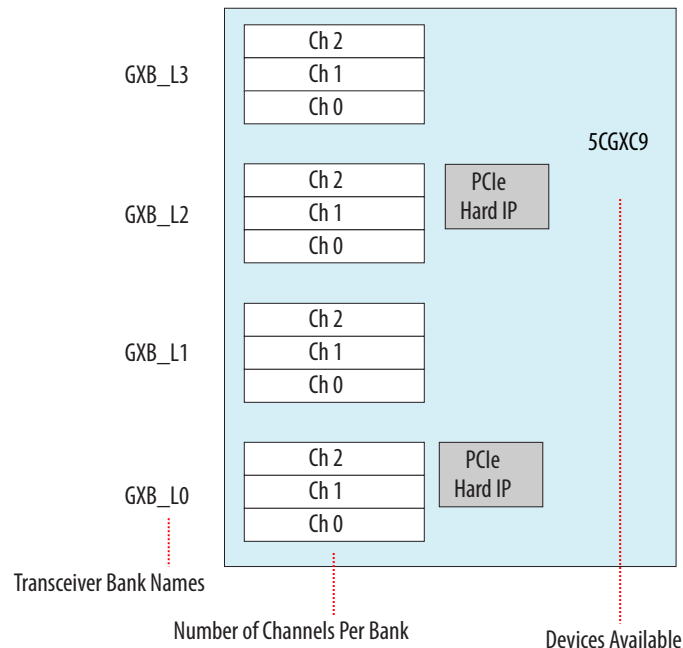 Ch 2
GXB_L3
Ch 1
Ch 0
5CGXC9
Ch 2
PCIe
Hard IP
GXB_L2
Ch 1
Ch 0
Ch 2
GXB_L1
Ch 1
Ch 0
Ch 2
PCIe
Hard IP
GXB_L0
Ch 1
Ch 0
Transceiver Bank Names
Number of Channels Per Bank
Devices Available